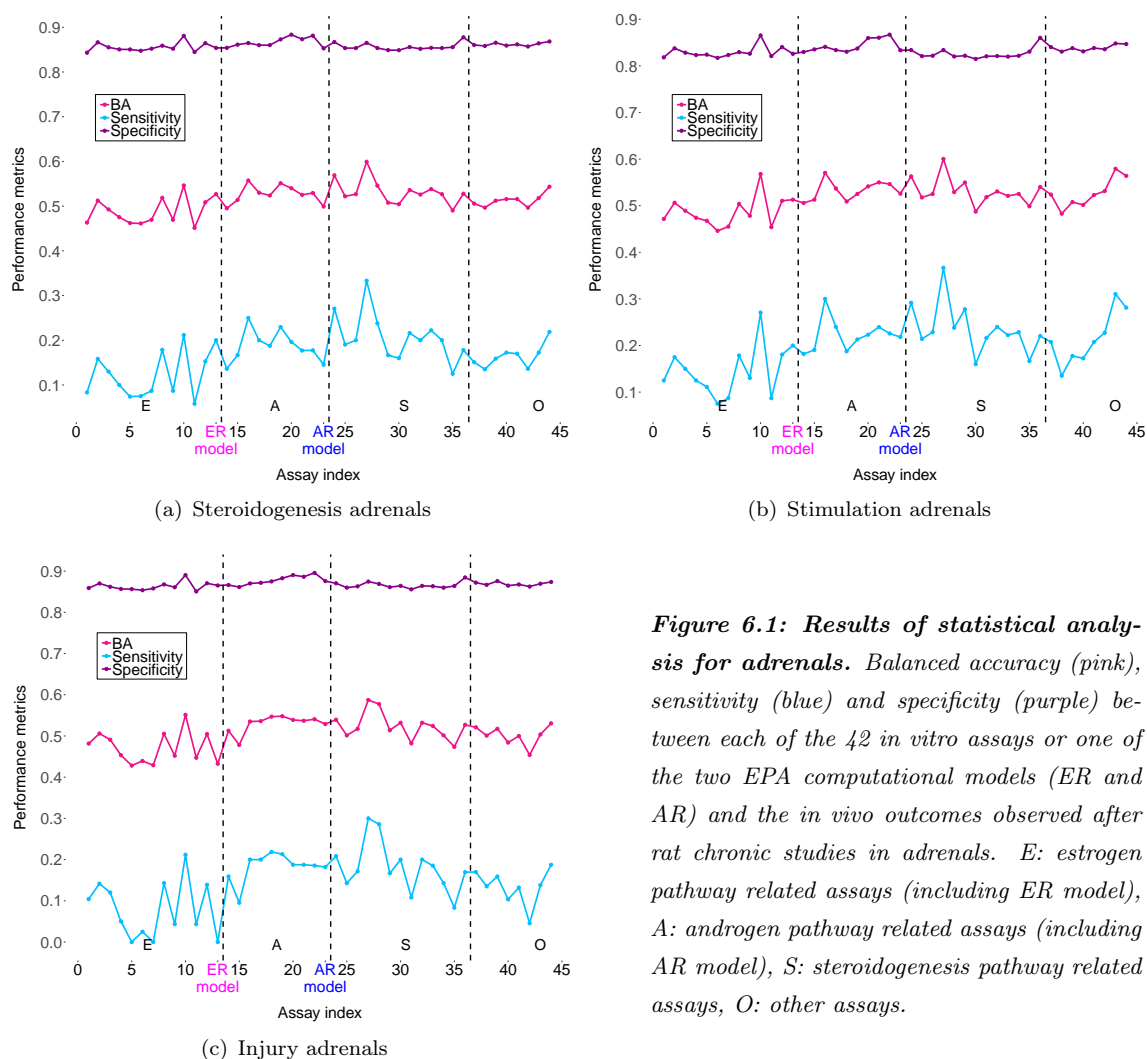 0.9
0.8
0.6
0.5
0.4
0.3
0.2
0.1
Performance metrics
BA
Sensitivity
Specificity
E
A
S
O
0 5 10 ER 15 20 AR 25 30 35 40 45
model model
Assay index
(a) Steroidogenesis adrenals
0.9
0.8
0.6
0.5
0.4
0.3
0.2
0.1
Performance metrics
BA
Sensitivity
Specificity
E
A
S
O
0 5 10 ER 15 20 AR 25 30 35 40 45
model model
Assay index
(b) Stimulation adrenals
0.9
0.8
0.6
0.5
0.4
0.3
0.2
0.1
0.0
Performance metrics
BA
Sensitivity
Specificity
E
A
S
O
0 5 10 ER 15 20 AR 25 30 35 40 45
model model
Assay index
(c) Injury adrenals
Figure 6.1: Results of statistical analy-
sis for adrenals. Balanced accuracy (pink),
sensitivity (blue) and specificity (purple) be-
tween each of the 42 in vitro assays or one of
the two EPA computational models (ER and
AR) and the in vivo outcomes observed after
rat chronic studies in adrenals. E: estrogen
pathway related assays (including ER model),
A: androgen pathway related assays (including
AR model), S: steroidogenesis pathway related
assays, O: other assays.